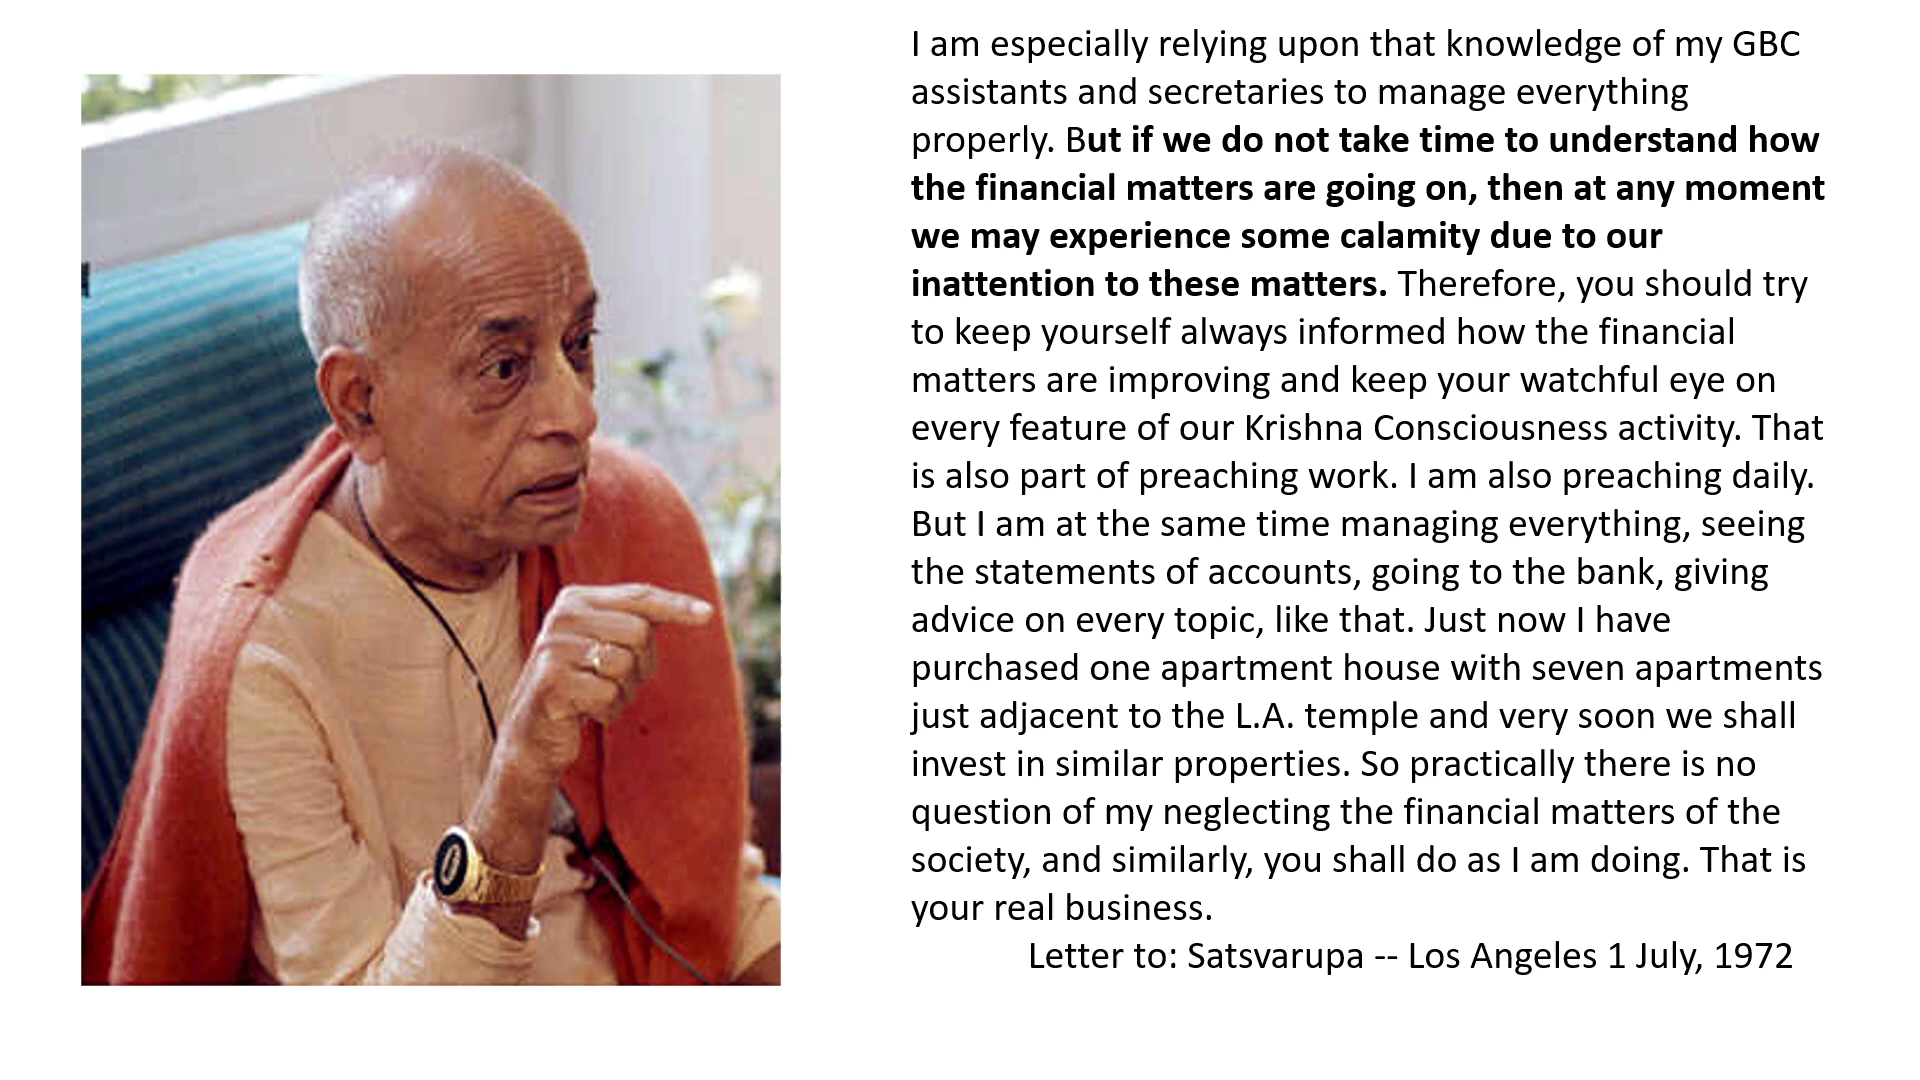 I am especially relying upon that knowledge of my GBC
assistants and secretaries to manage everything
properly. But if we do not take time to understand how
the financial matters are going on, then at any moment
we may experience some calamity due to our
inattention to these matters. Therefore, you should try
to keep yourself always informed how the financial
matters are improving and keep your watchful eye on
every feature of our Krishna Consciousness activity. That
is also part of preaching work. I am also preaching daily.
But I am at the same time managing everything, seeing
the statements of accounts, going to the bank, giving
advice on every topic, like that. Just now I have
purchased one apartment house with seven apartments
just adjacent to the L.A. temple and very soon we shall
invest in similar properties. So practically there is no
question of my neglecting the financial matters of the
society, and similarly, you shall do as I am doing. That is
your real business.
Letter to: Satsvarupa -- Los Angeles 1 July, 1972